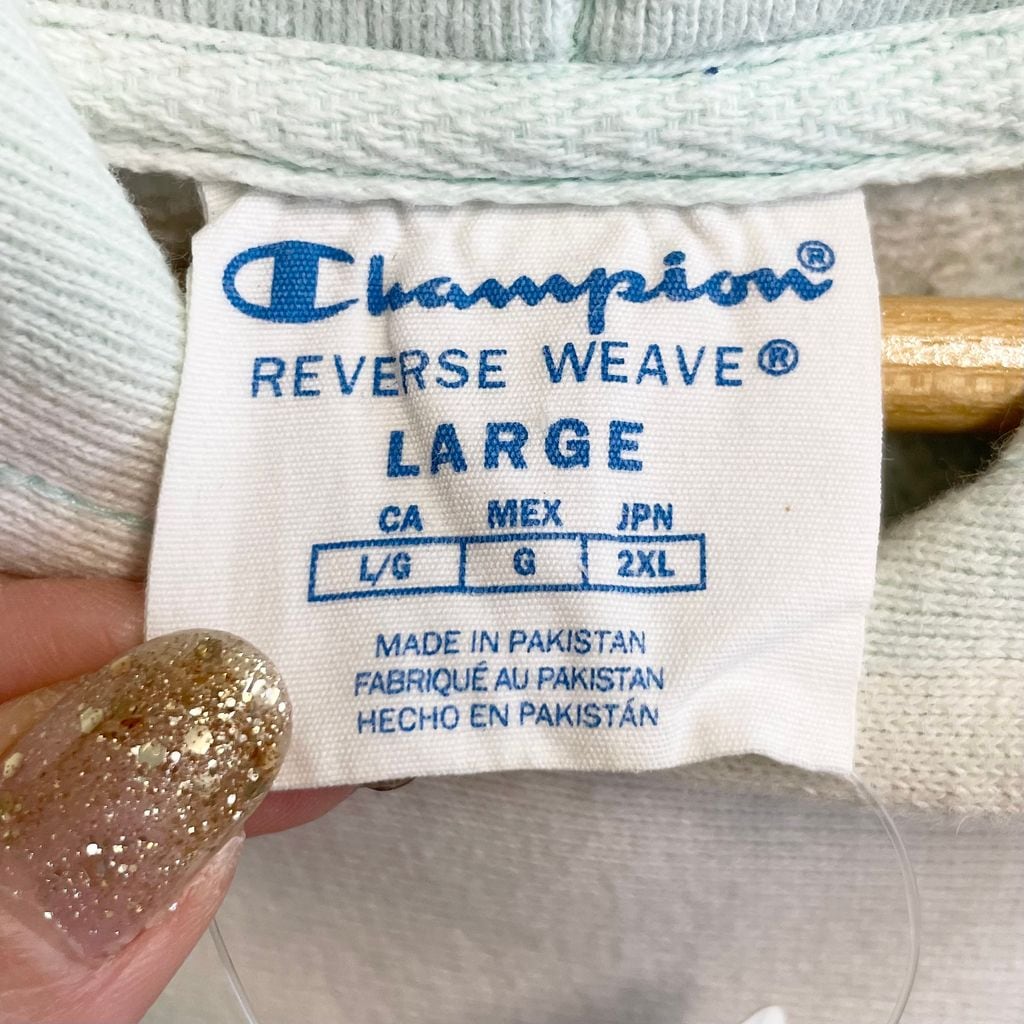 Champion®
REVERSE WEAVE®
LARGE
CA MEX JPN
L/G G 2XL
MADE IN PAKISTAN
FABRIQUÉ AU PAKISTAN
HECHO EN PAKISTÁN